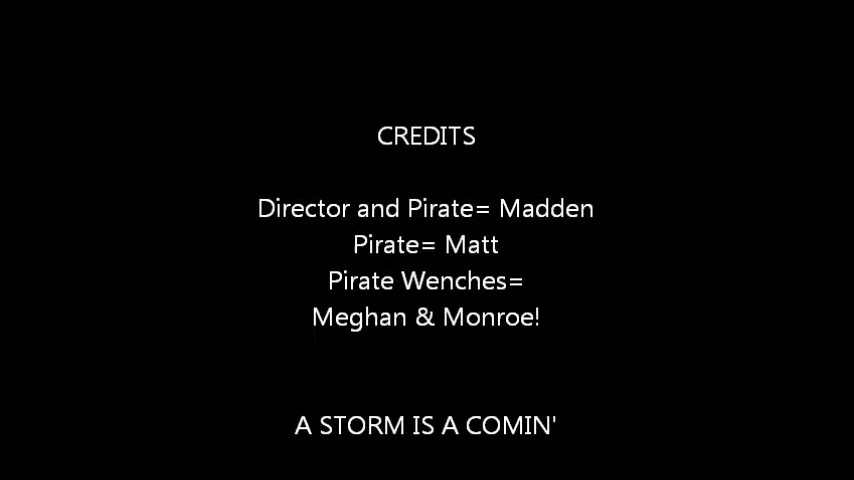 CREDITS
Director and Pirate= Madden
Pirate= Matt
Pirate Wenches=
Meghan & Monroe!
A STORM IS A COMIN'